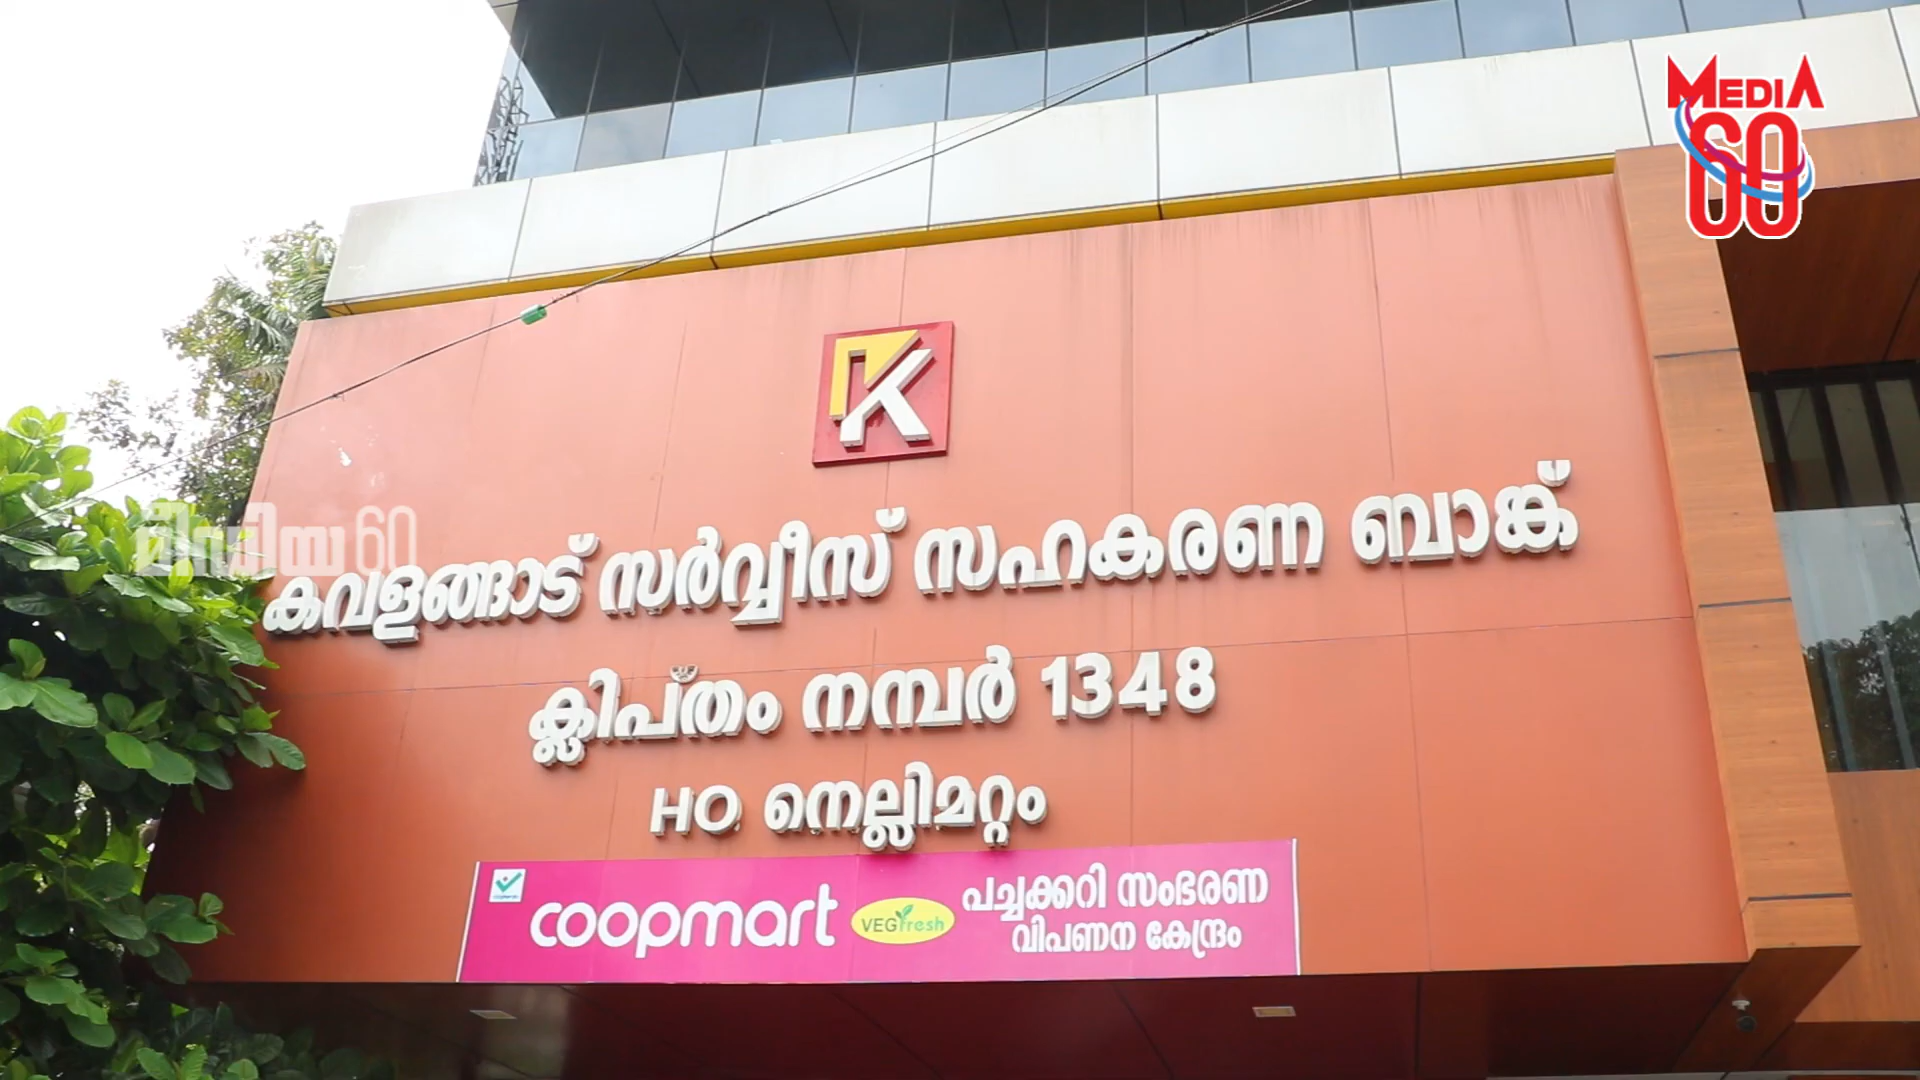 MEDIA
60
K
മീഡിയ 60
കവളങ്ങാട് സർവ്വീസ് സഹകരണ ബാങ്ക്
ക്ലിപ്തം നമ്പർ 1348
HO നെല്ലിമറ്റം
coopmart VEGfresh പച്ചക്കറി സംഭരണ
വിപണന കേന്ദ്രം